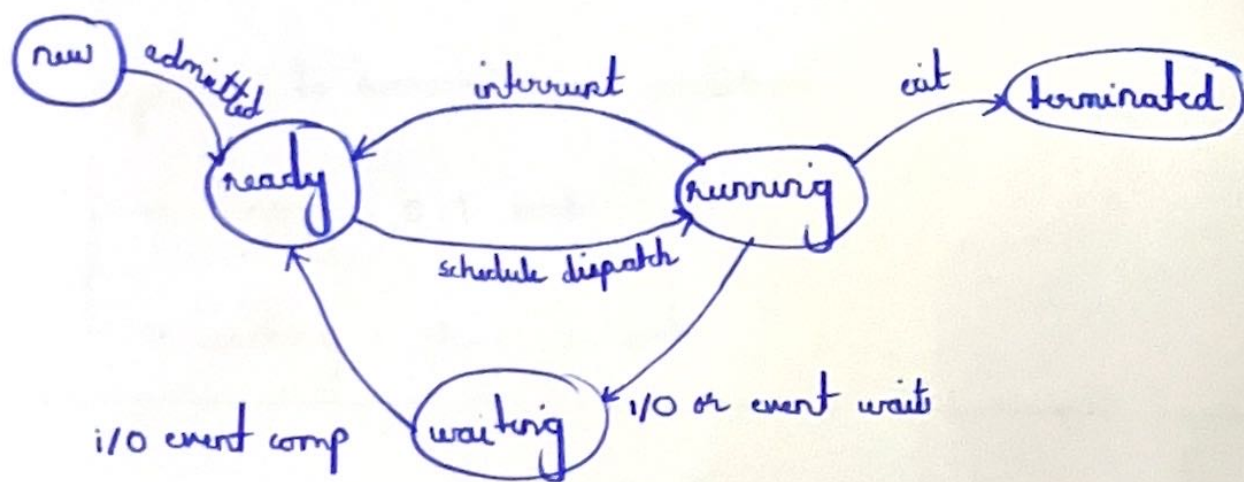 new
admitted
interrupt
exit
terminated
ready
running
schedule dispatch
waiting
i/O or event wait
i/O event comp